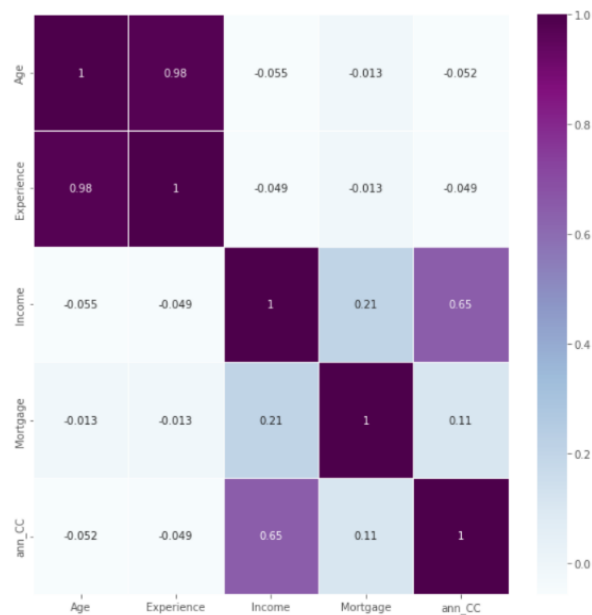 1.0
Age
1 0.98 -0.055 -0.013 -0.052
0.8
Experience
0.98 1 -0.049 -0.013 -0.049
0.6
Income
-0.055 -0.049 1 0.21 0.65
0.4
Mortgage
-0.013 -0.013 0.21 1 0.11
0.2
ann_CC
-0.052 -0.049 0.65 0.11 1
0.0
Age Experience Income Mortgage ann_CC